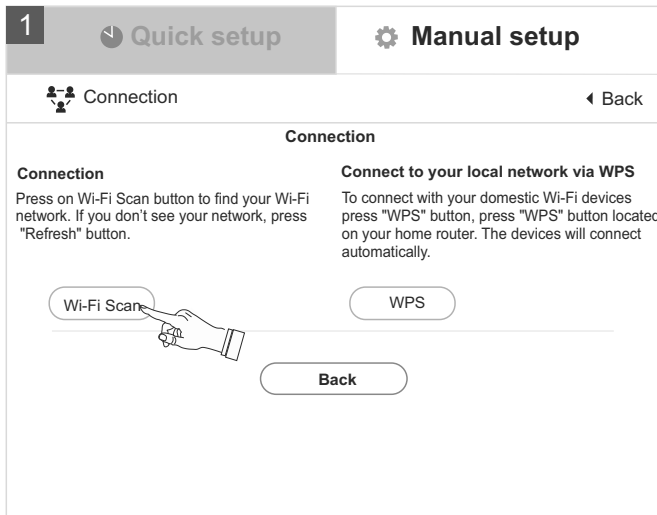 1
Quick setup
Manual setup
Connection
Back
Connection
Connection
Press on Wi-Fi Scan button to find your Wi-Fi
network. If you don't see your network, press
"Refresh" button.
Connect to your local network via WPS
To connect with your domestic Wi-Fi devices
press "WPS" button, press "WPS" button located
on your home router. The devices will connect
automatically.
Wi-Fi Scan
WPS
Back